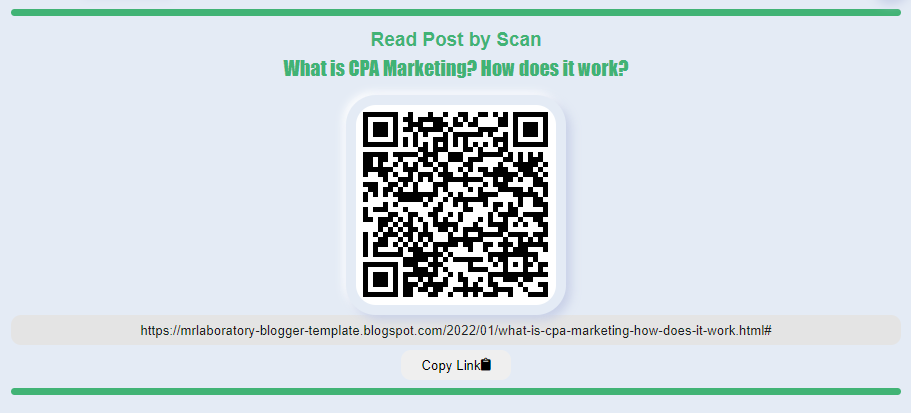 Read Post by Scan
What is CPA Marketing? How does it work?
https://mrlaboratory-blogger-template.blogspot.com/2022/01/what-is-cpa-marketing-how-does-it-work.html#
Copy Link